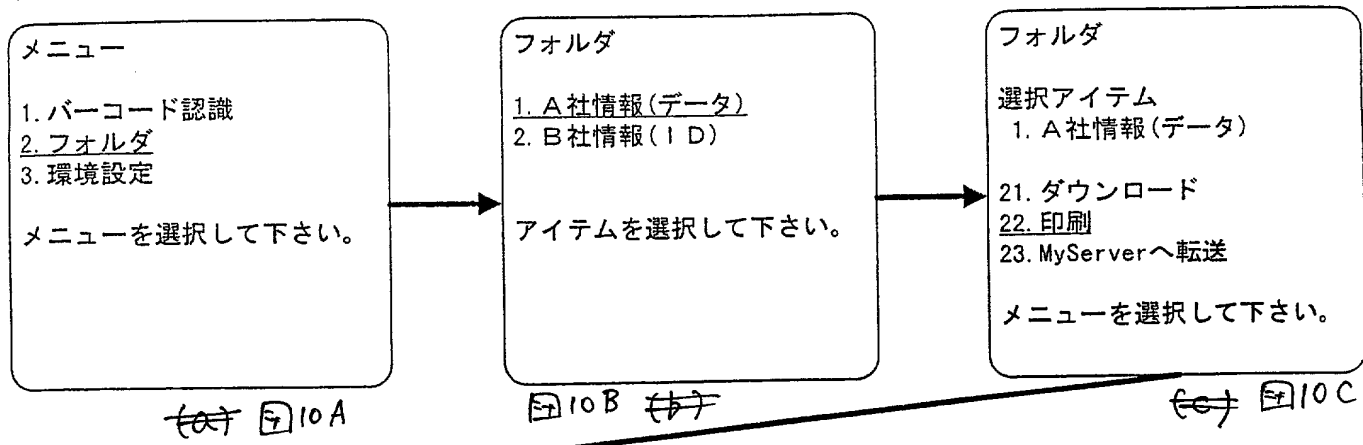 メニュー
1. バーコード認識
2. フォルダ
3. 環境設定
メニューを選択して下さい。
フォルダ
1. A社情報(データ)
2. B社情報(ID)
アイテムを選択して下さい。
フォルダ
選択アイテム
1. A社情報(データ)
21. ダウンロード
22. 印刷
23. MyServerへ転送
メニューを選択して下さい。
(a) 図10A
図10B (b)
(c) 図10C